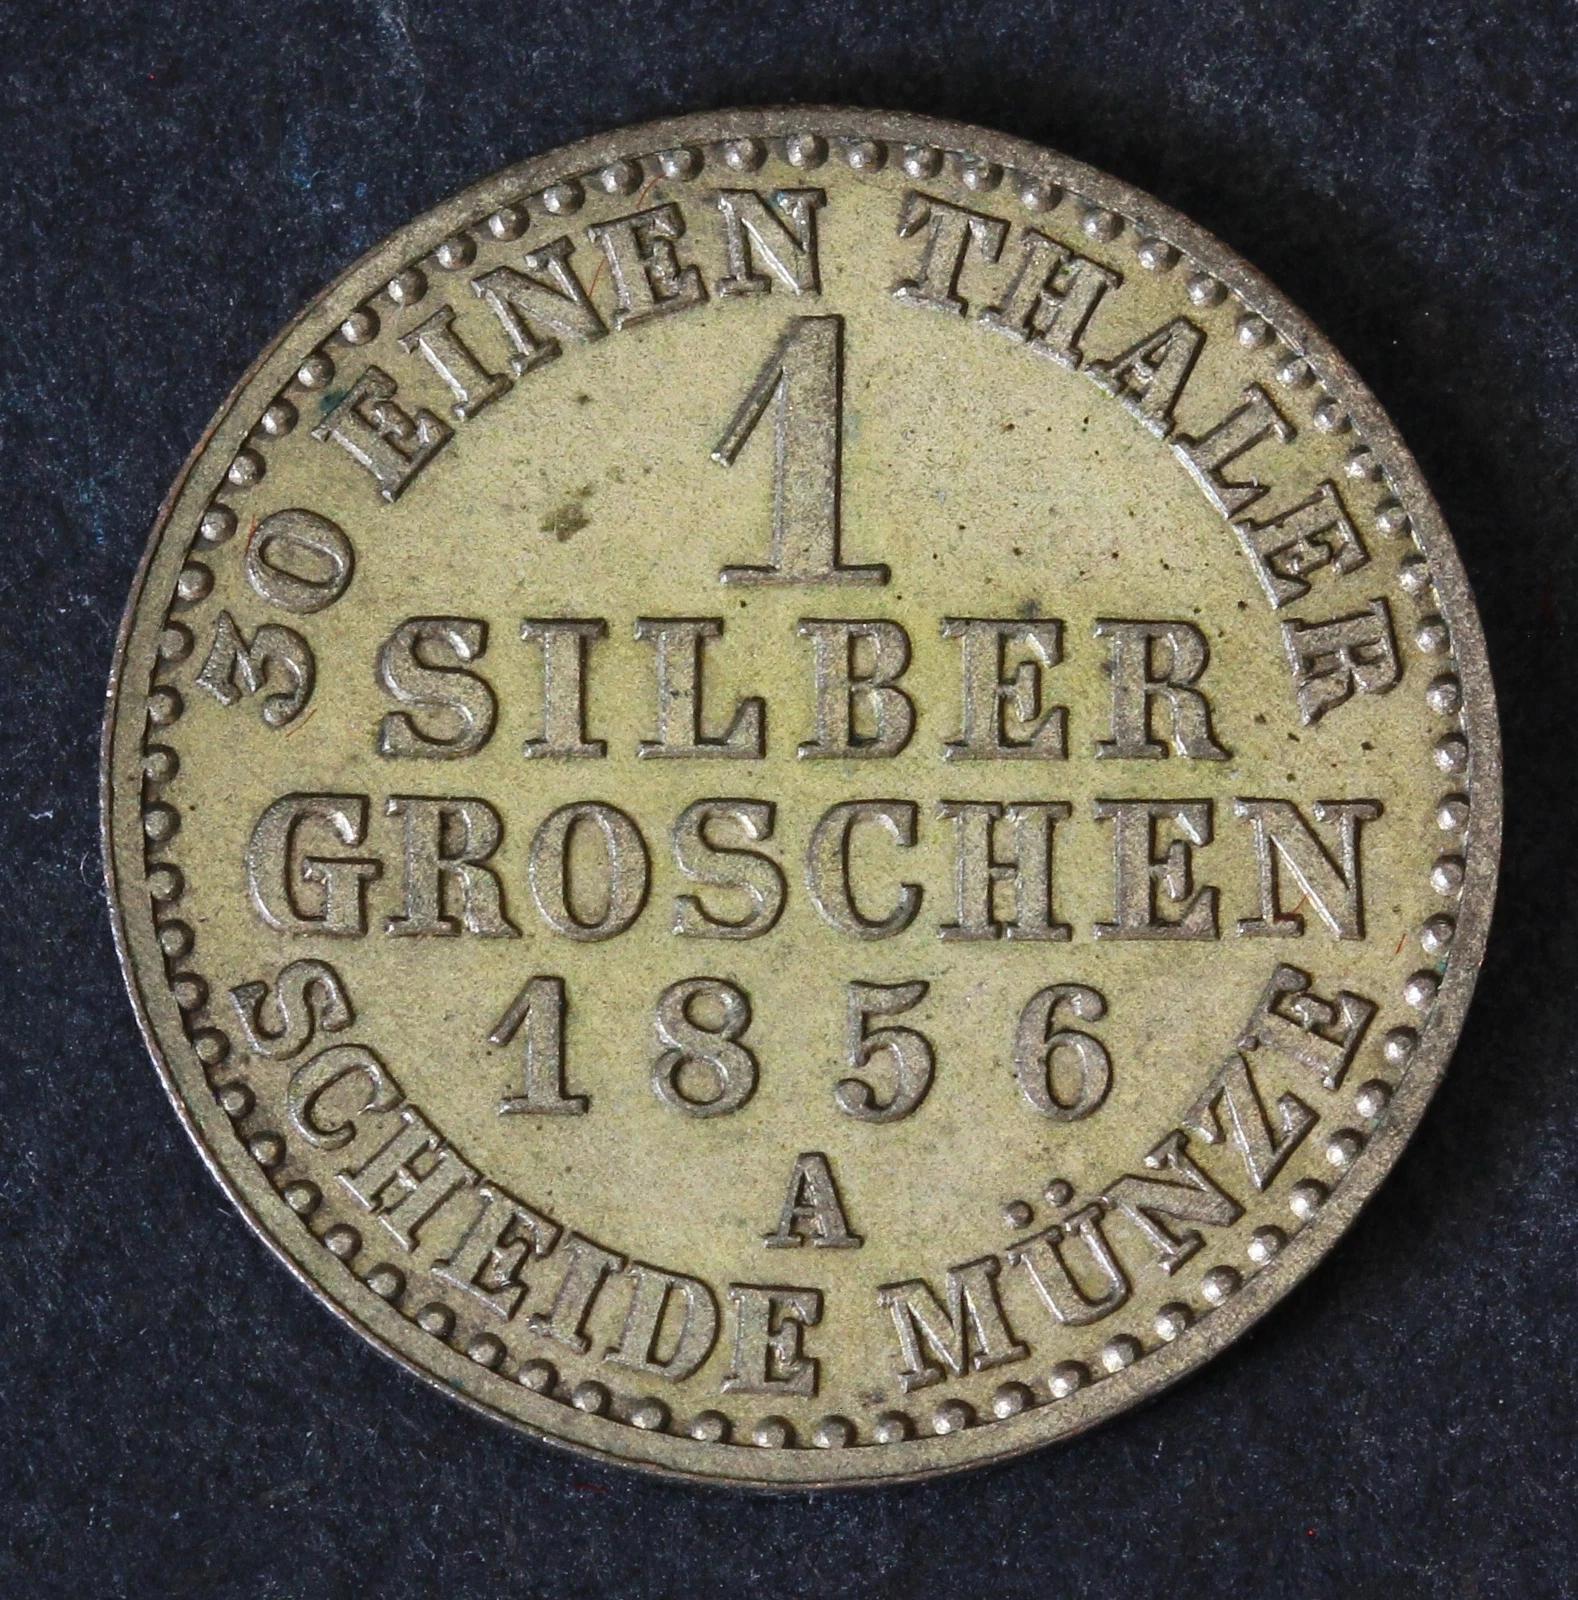 30 EINEN THALER
1
SILBER
GROSCHEN
1856
A
SCHEIDE MÜNZE